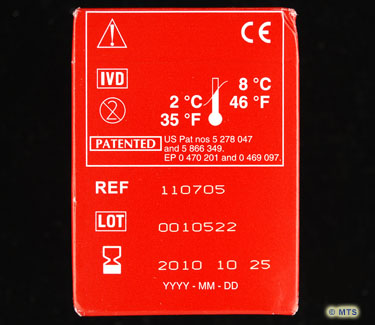 CE
IVD
8 °C
2 °C 46 °F
35 °F
2
PATENTED US Pat nos 5 278 047
and 5 866 349.
EP 0 470 201 and 0 469 097.
REF 110705
LOT 0010522
2010 10 25
YYYY - MM - DD
© MTS